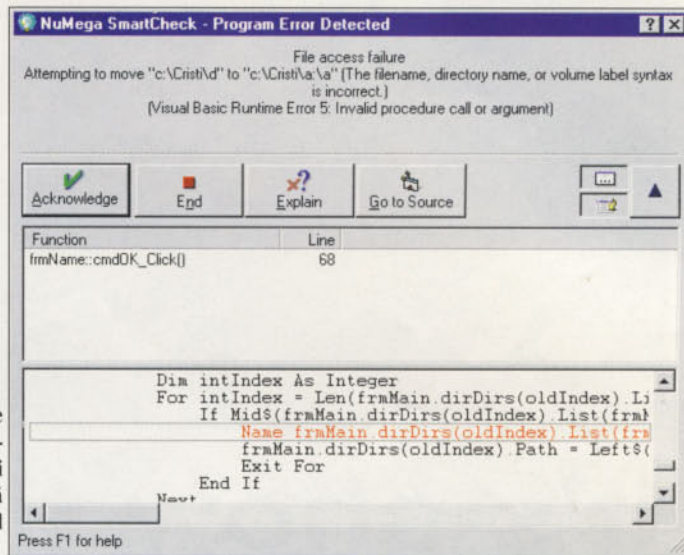 NuMega SmartCheck - Program Error Detected
File access failure
Attempting to move "c:\Cristi\d" to "c:\Cristi\a:\a" (The filename, directory name, or volume label syntax
is incorrect.)
(Visual Basic Runtime Error 5: Invalid procedure call or argument)
Acknowledge
End
Explain
Go to Source
Function Line
frmName::cmdOK_Click() 68
Dim intIndex As Integer
For intIndex = Len(frmMain.dirDirs(oldIndex).Li
If Mid$(frmMain.dirDirs(oldIndex).List(frm
Name frmMain.dirDirs(oldIndex).List(frm
frmMain.dirDirs(oldIndex).Path = Left$(
Exit For
End If
Next
Press F1 for help